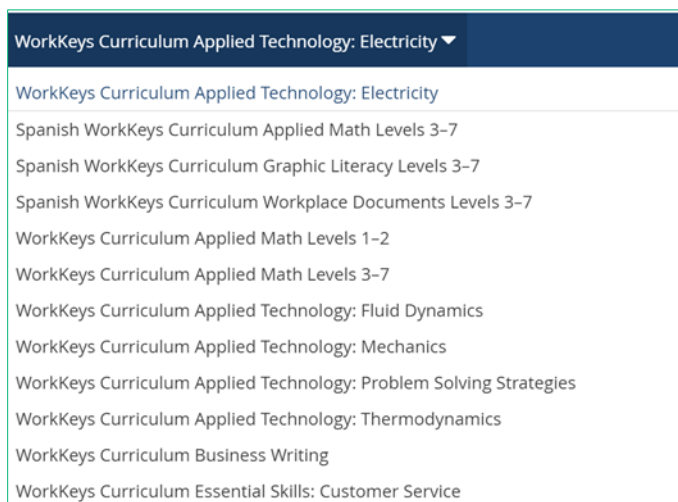 WorkKeys Curriculum Applied Technology: Electricity
WorkKeys Curriculum Applied Technology: Electricity
Spanish WorkKeys Curriculum Applied Math Levels 3–7
Spanish WorkKeys Curriculum Graphic Literacy Levels 3–7
Spanish WorkKeys Curriculum Workplace Documents Levels 3–7
WorkKeys Curriculum Applied Math Levels 1–2
WorkKeys Curriculum Applied Math Levels 3–7
WorkKeys Curriculum Applied Technology: Fluid Dynamics
WorkKeys Curriculum Applied Technology: Mechanics
WorkKeys Curriculum Applied Technology: Problem Solving Strategies
WorkKeys Curriculum Applied Technology: Thermodynamics
WorkKeys Curriculum Business Writing
WorkKeys Curriculum Essential Skills: Customer Service